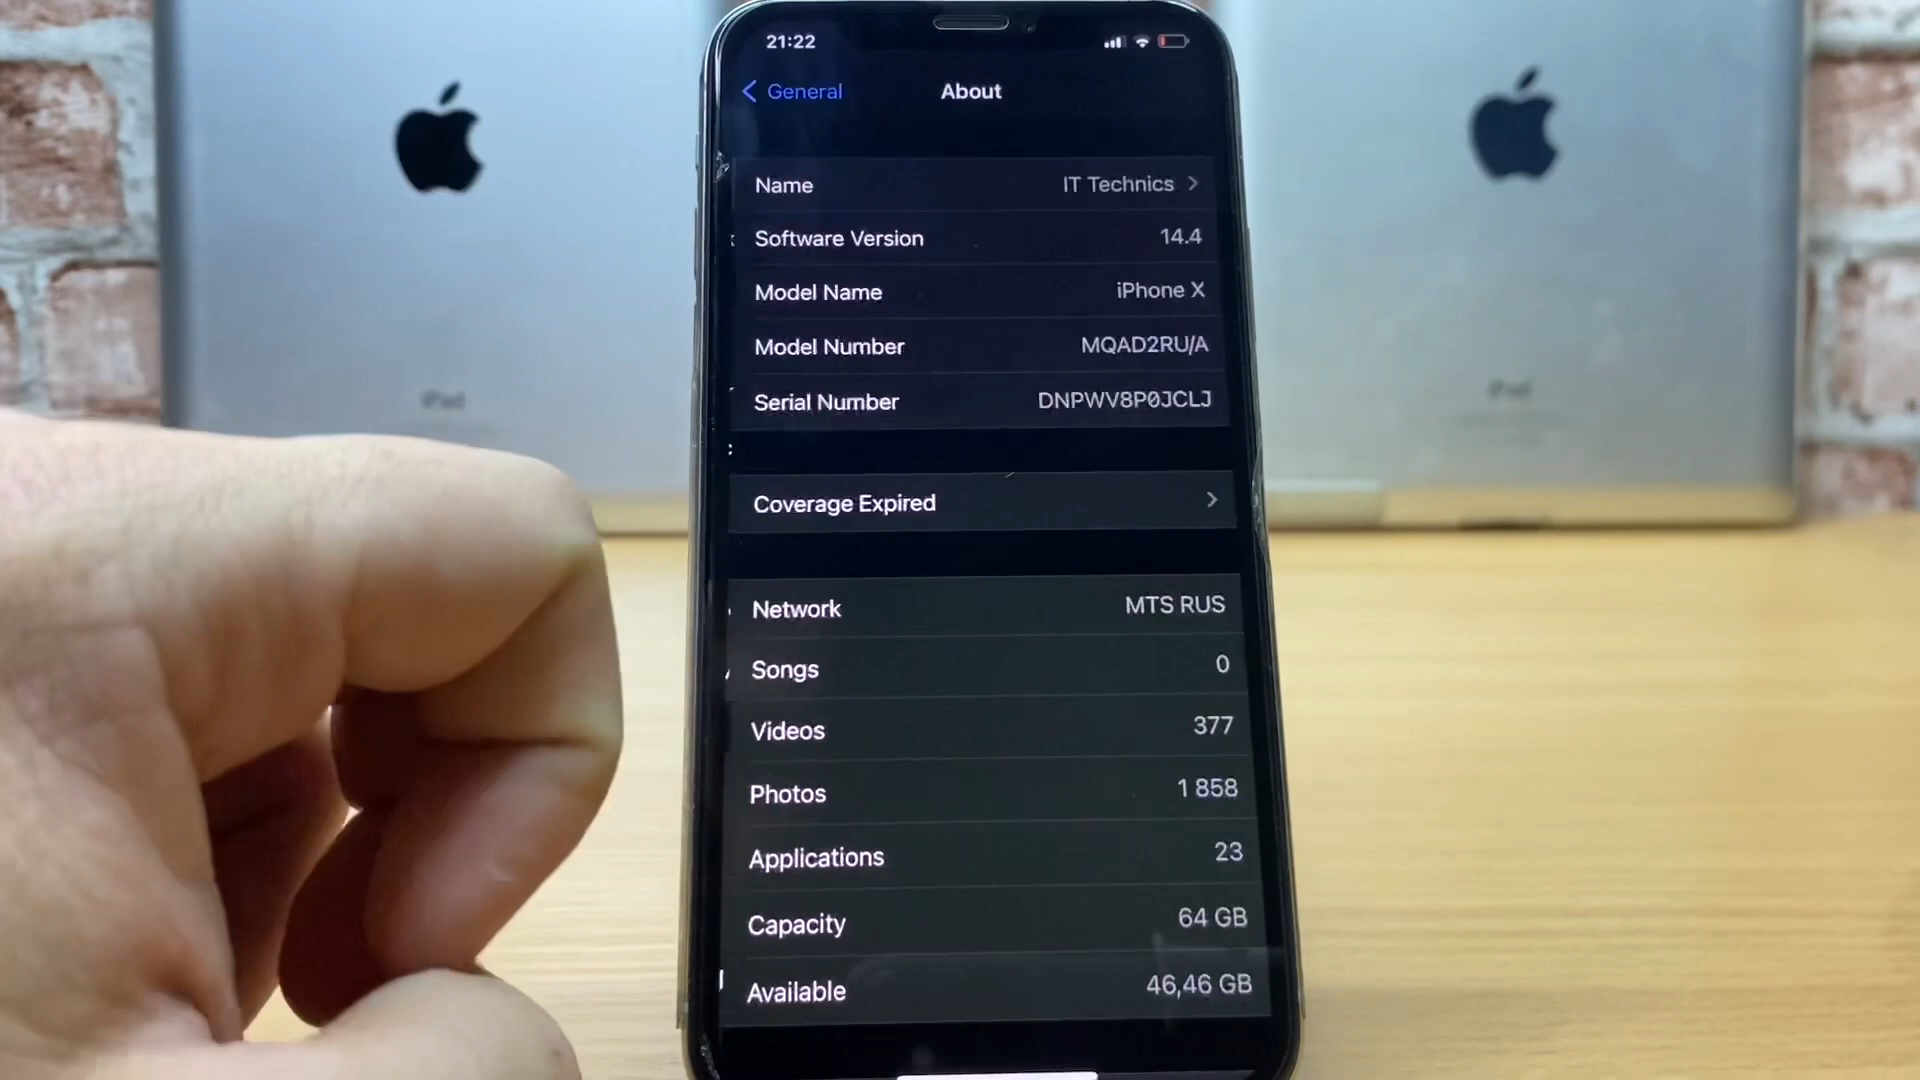 21:22
General
About
Name IT Technics
Software Version 14.4
Model Name iPhone X
Model Number MQAD2RU/A
Serial Number DNPWV8P0JCLJ
Coverage Expired
Network MTS RUS
Songs 0
Videos 377
Photos 1 858
Applications 23
Capacity 64 GB
Available 46,46 GB
iPad
iPad